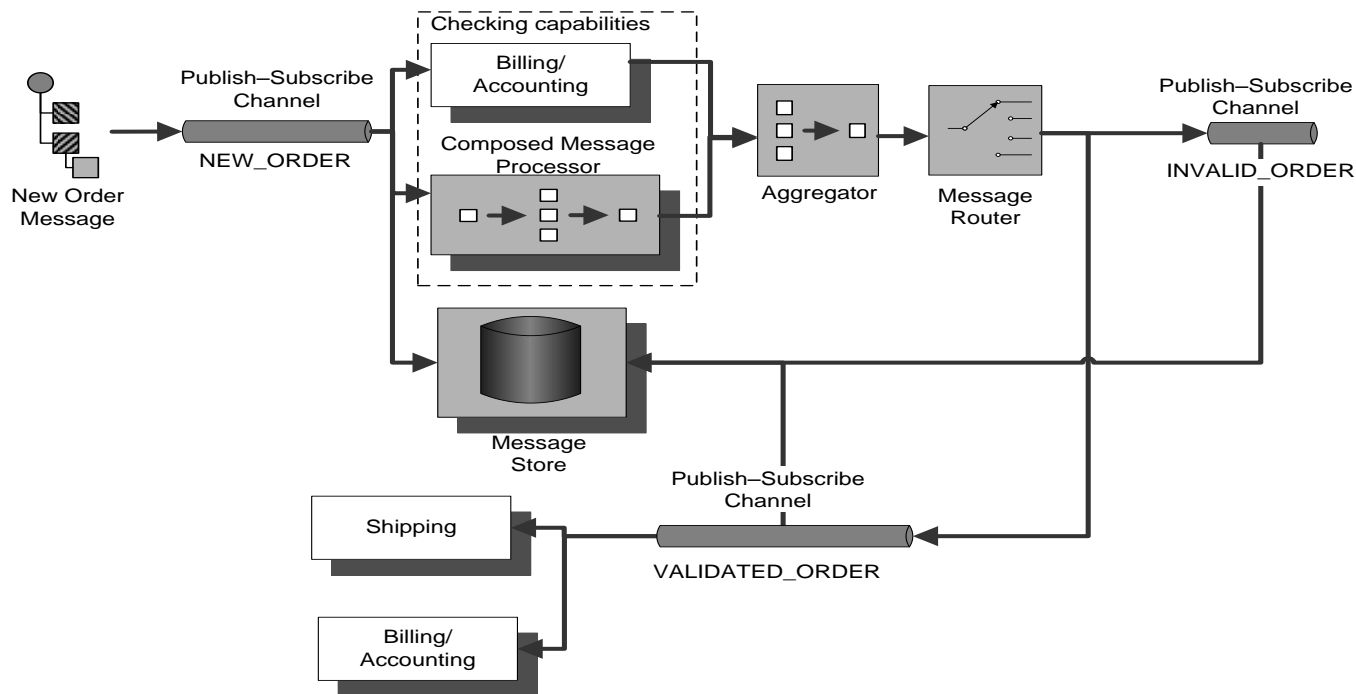 Checking capabilities
Billing/
Accounting
Publish–Subscribe
Channel
NEW_ORDER
New Order
Message
Composed Message
Processor
Aggregator
Message
Router
Publish–Subscribe
Channel
INVALID_ORDER
Message
Store
Publish–Subscribe
Channel
VALIDATED_ORDER
Shipping
Billing/
Accounting